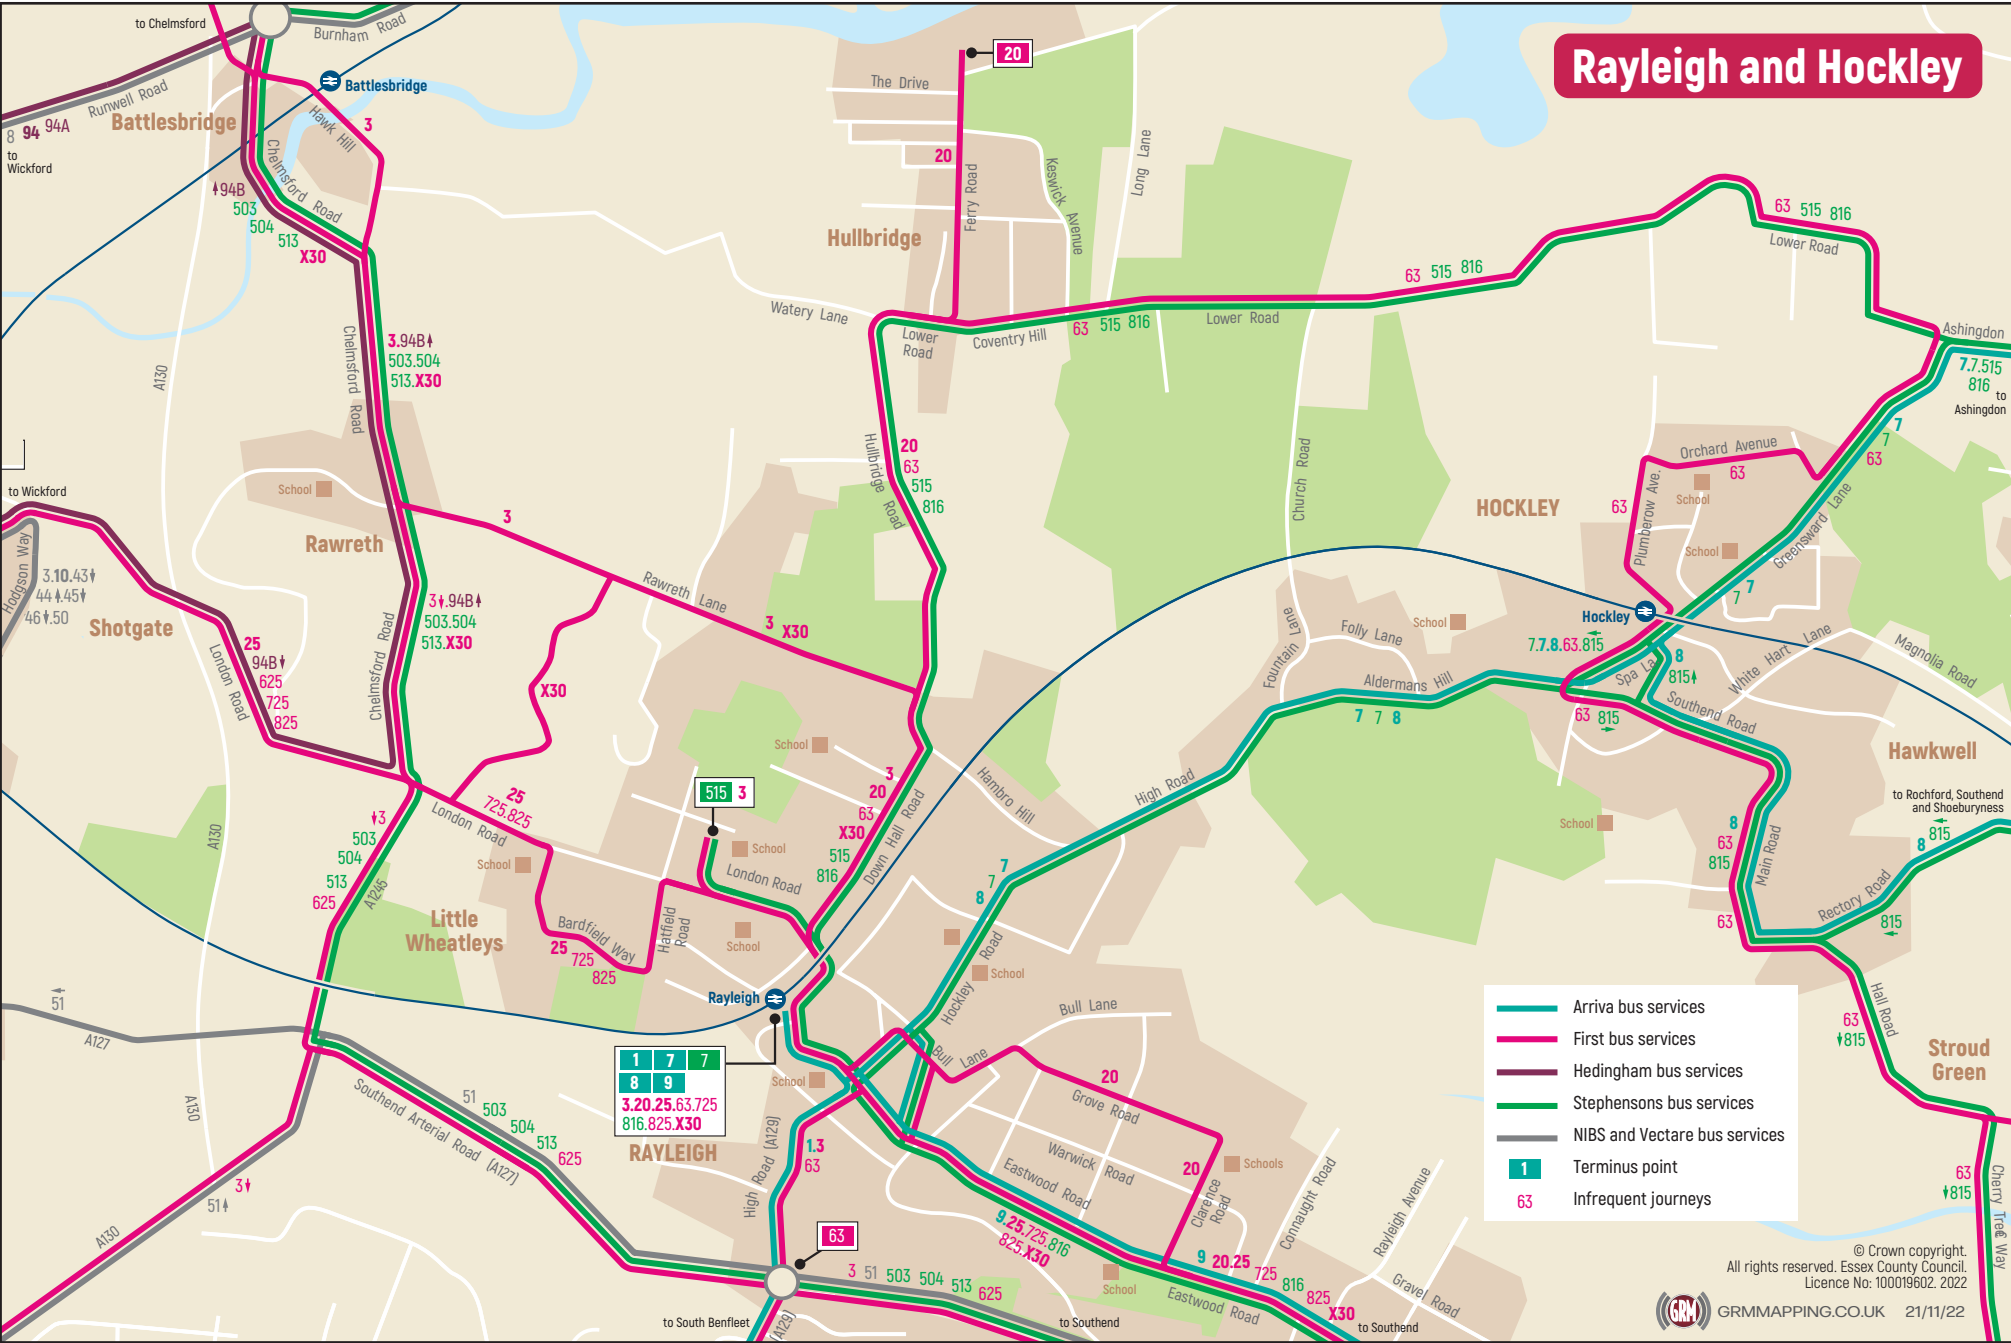 Rayleigh and Hockley
to Chelmsford
Burnham Road
Battlesbridge
Runwell Road
Battlesbridge
8 94 94A
to
Wickford
Hawk Hill
3
Chelmsford Road
94B
503
504
513
X30
The Drive
20
20
Ferry Road
Keswick Avenue
Long Lane
Hullbridge
Watery Lane
Lower
Road
Coventry Hill
63 515 816
Lower Road
63 515 816
63 515 816
Lower Road
Ashingdon
7.7.515
816
to
Ashingdon
A130
Chelmsford Road
3.94B
503.504
513.X30
to Wickford
School
Rawreth
3
Hodgson Way
3.10.43
44 45
46 50
Shotgate
Rawreth Lane
3 X30
3 .94B
503.504
513.X30
Chelmsford Road
25
94B
625
725
825
London Road
X30
Hullbridge Road
20
63
515
816
Church Road
HOCKLEY
Orchard Avenue
63
63
Plumberow Ave.
School
School
Greensward Lane
7
7
63
7
7
Hockley
School
Folly Lane
Fountain Lane
Aldermans Hill
7 7 8
7.7.8.63.815
Spa La.
8
815
White Hart Lane
Magnolia Road
Southend Road
63 815
Hawkwell
to Rochford, Southend
and Shoeburyness
815
8
School
8
63
815
Main Road
63
Rectory Road
815
Hall Road
63
815
Stroud
Green
63
815
Cherry Tree Way
High Road
Hambro Hill
School
3
20
63
X30
515
816
Down Hall Road
515 3
School
London Road
School
Hatfield
Road
25
725.825
London Road
School
Bardfield Way
25 725
825
3
503
504
513
625
A1245
A130
Little
Wheatleys
Rayleigh
7
7
8
Hockley Road
School
Bull Lane
Bull Lane
20
Grove Road
Warwick Road
Eastwood Road
20
Schools
Clarence
Road
Connaught Road
Rayleigh Avenue
Gravel Road
1 7 7
8 9
3.20.25.63.725
816.825.X30
RAYLEIGH
School
High Road (A129)
1.3
63
51
A127
A130
Southend Arterial Road (A127)
51
503
504
513
625
3
51
A130
63
3 51 503 504 513 625
to South Benfleet
(A129)
to Southend
9.25.725.816
825.X30
School
Eastwood Road
9 20.25 725 816
825
X30
to Southend
Arriva bus services
First bus services
Hedingham bus services
Stephensons bus services
NIBS and Vectare bus services
1 Terminus point
63 Infrequent journeys
© Crown copyright.
All rights reserved. Essex County Council.
Licence No: 100019602. 2022
GRM GRMMAPPING.CO.UK 21/11/22